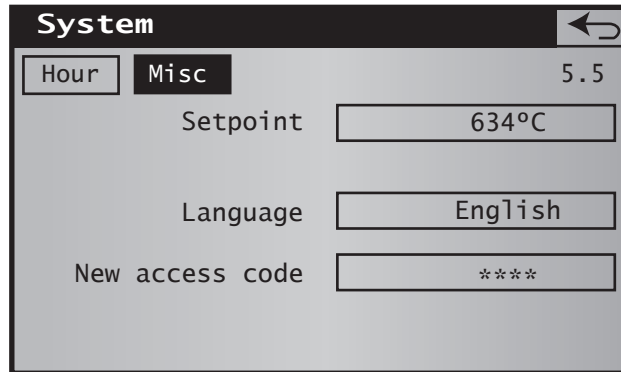 System
Hour Misc 5.5
Setpoint 634ºC
Language English
New access code ****